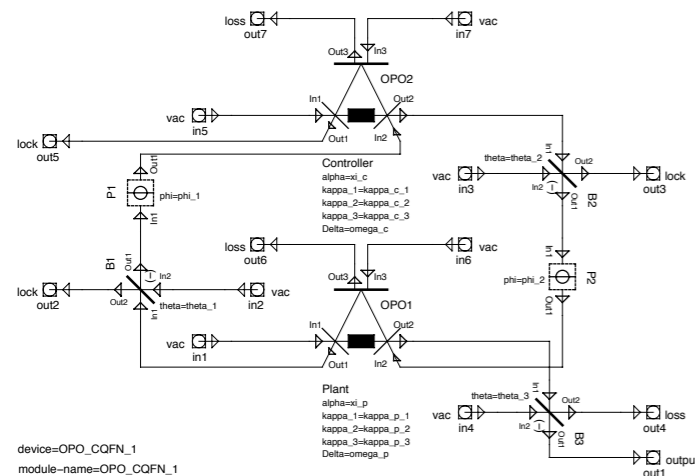 loss
out7
vac
in7
Out3
In3
OPO2
vac
in5
In1
Out2
Out1
In2
lock
out5
Out1
P1
phi=phi_1
In1
Controller
alpha=xi_c
kappa_1=kappa_c_1
kappa_2=kappa_c_2
kappa_3=kappa_c_3
Delta=omega_c
vac
in3
theta=theta_2
In1
Out2
In2
(-)
Out1
B2
lock
out3
loss
out6
vac
in6
Out3
In3
OPO1
B1
Out1
(-)
In2
lock
out2
Out2
In1
theta=theta_1
vac
in2
In1
phi=phi_2
P2
Out1
vac
in1
In1
Out2
Out1
In2
Plant
alpha=xi_p
kappa_1=kappa_p_1
kappa_2=kappa_p_2
kappa_3=kappa_p_3
Delta=omega_p
vac
in4
theta=theta_3
In1
Out2
In2
(-)
Out1
B3
loss
out4
outpu
out1
device=OPO_CQFN_1
module-name=OPO_CQFN_1